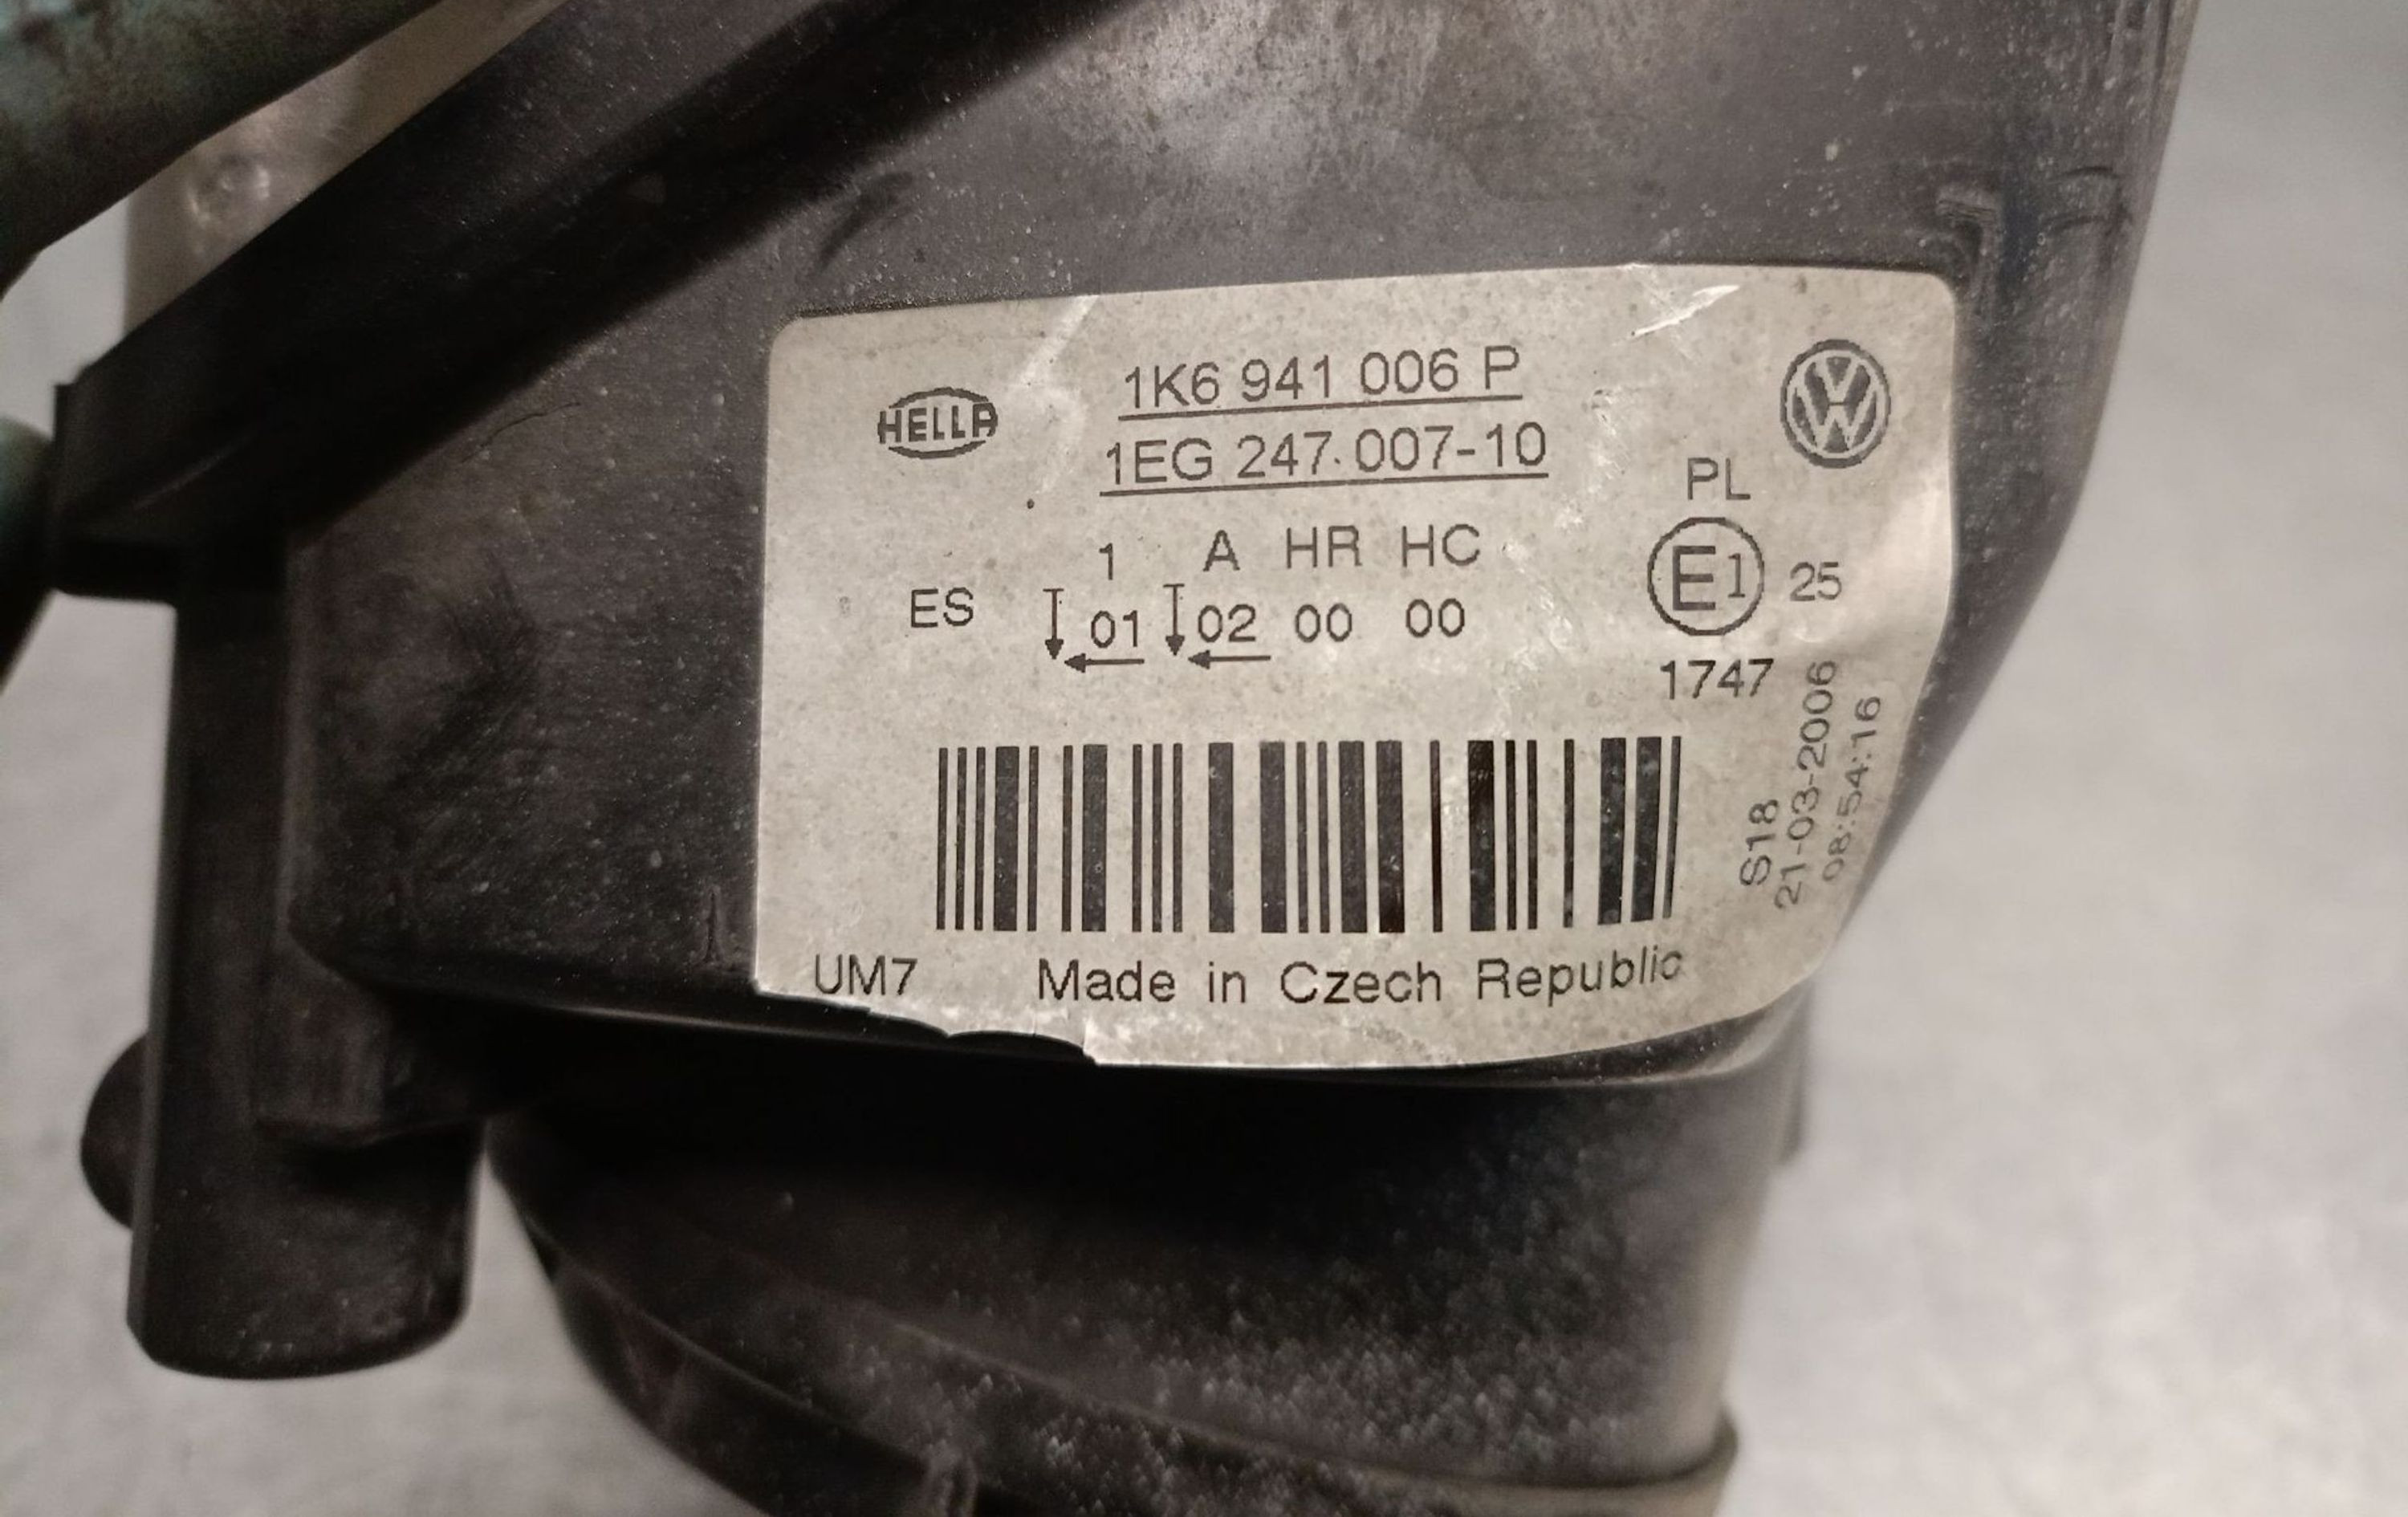 HELLA
1K6 941 006 P
1EG 247.007-10
PL
1 A HR HC
ES 01 02 00 00
E1 25
1747
S18
21-03-2006
08:54:16
UM7 Made in Czech Republic